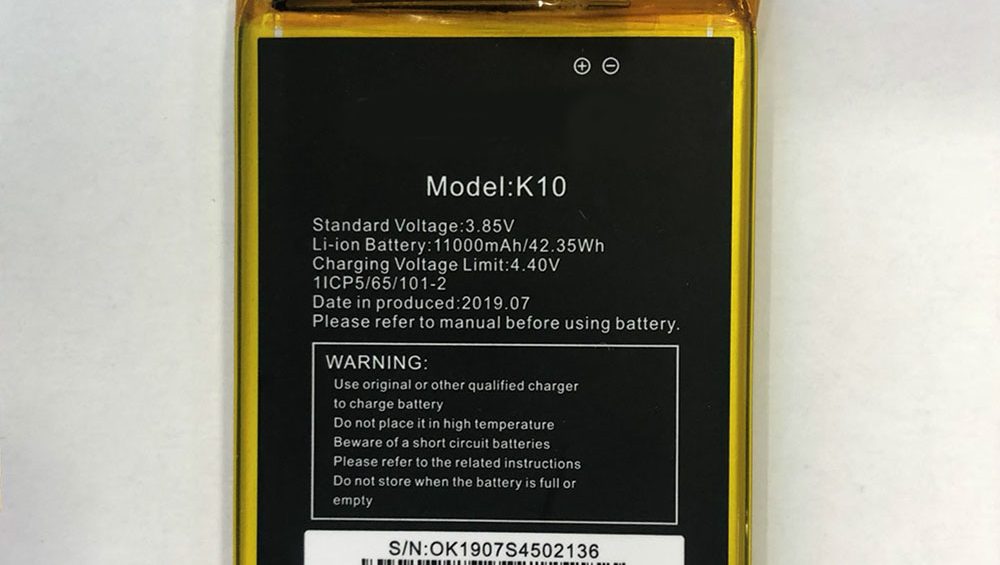 ⊕ ⊖
Model:K10
Standard Voltage:3.85V
Li-ion Battery:11000mAh/42.35Wh
Charging Voltage Limit:4.40V
1ICP5/65/101-2
Date in produced:2019.07
Please refer to manual before using battery.
WARNING:
Use original or other qualified charger
to charge battery
Do not place it in high temperature
Beware of a short circuit batteries
Please refer to the related instructions
Do not store when the battery is full or
empty
S/N:OK1907S4502136